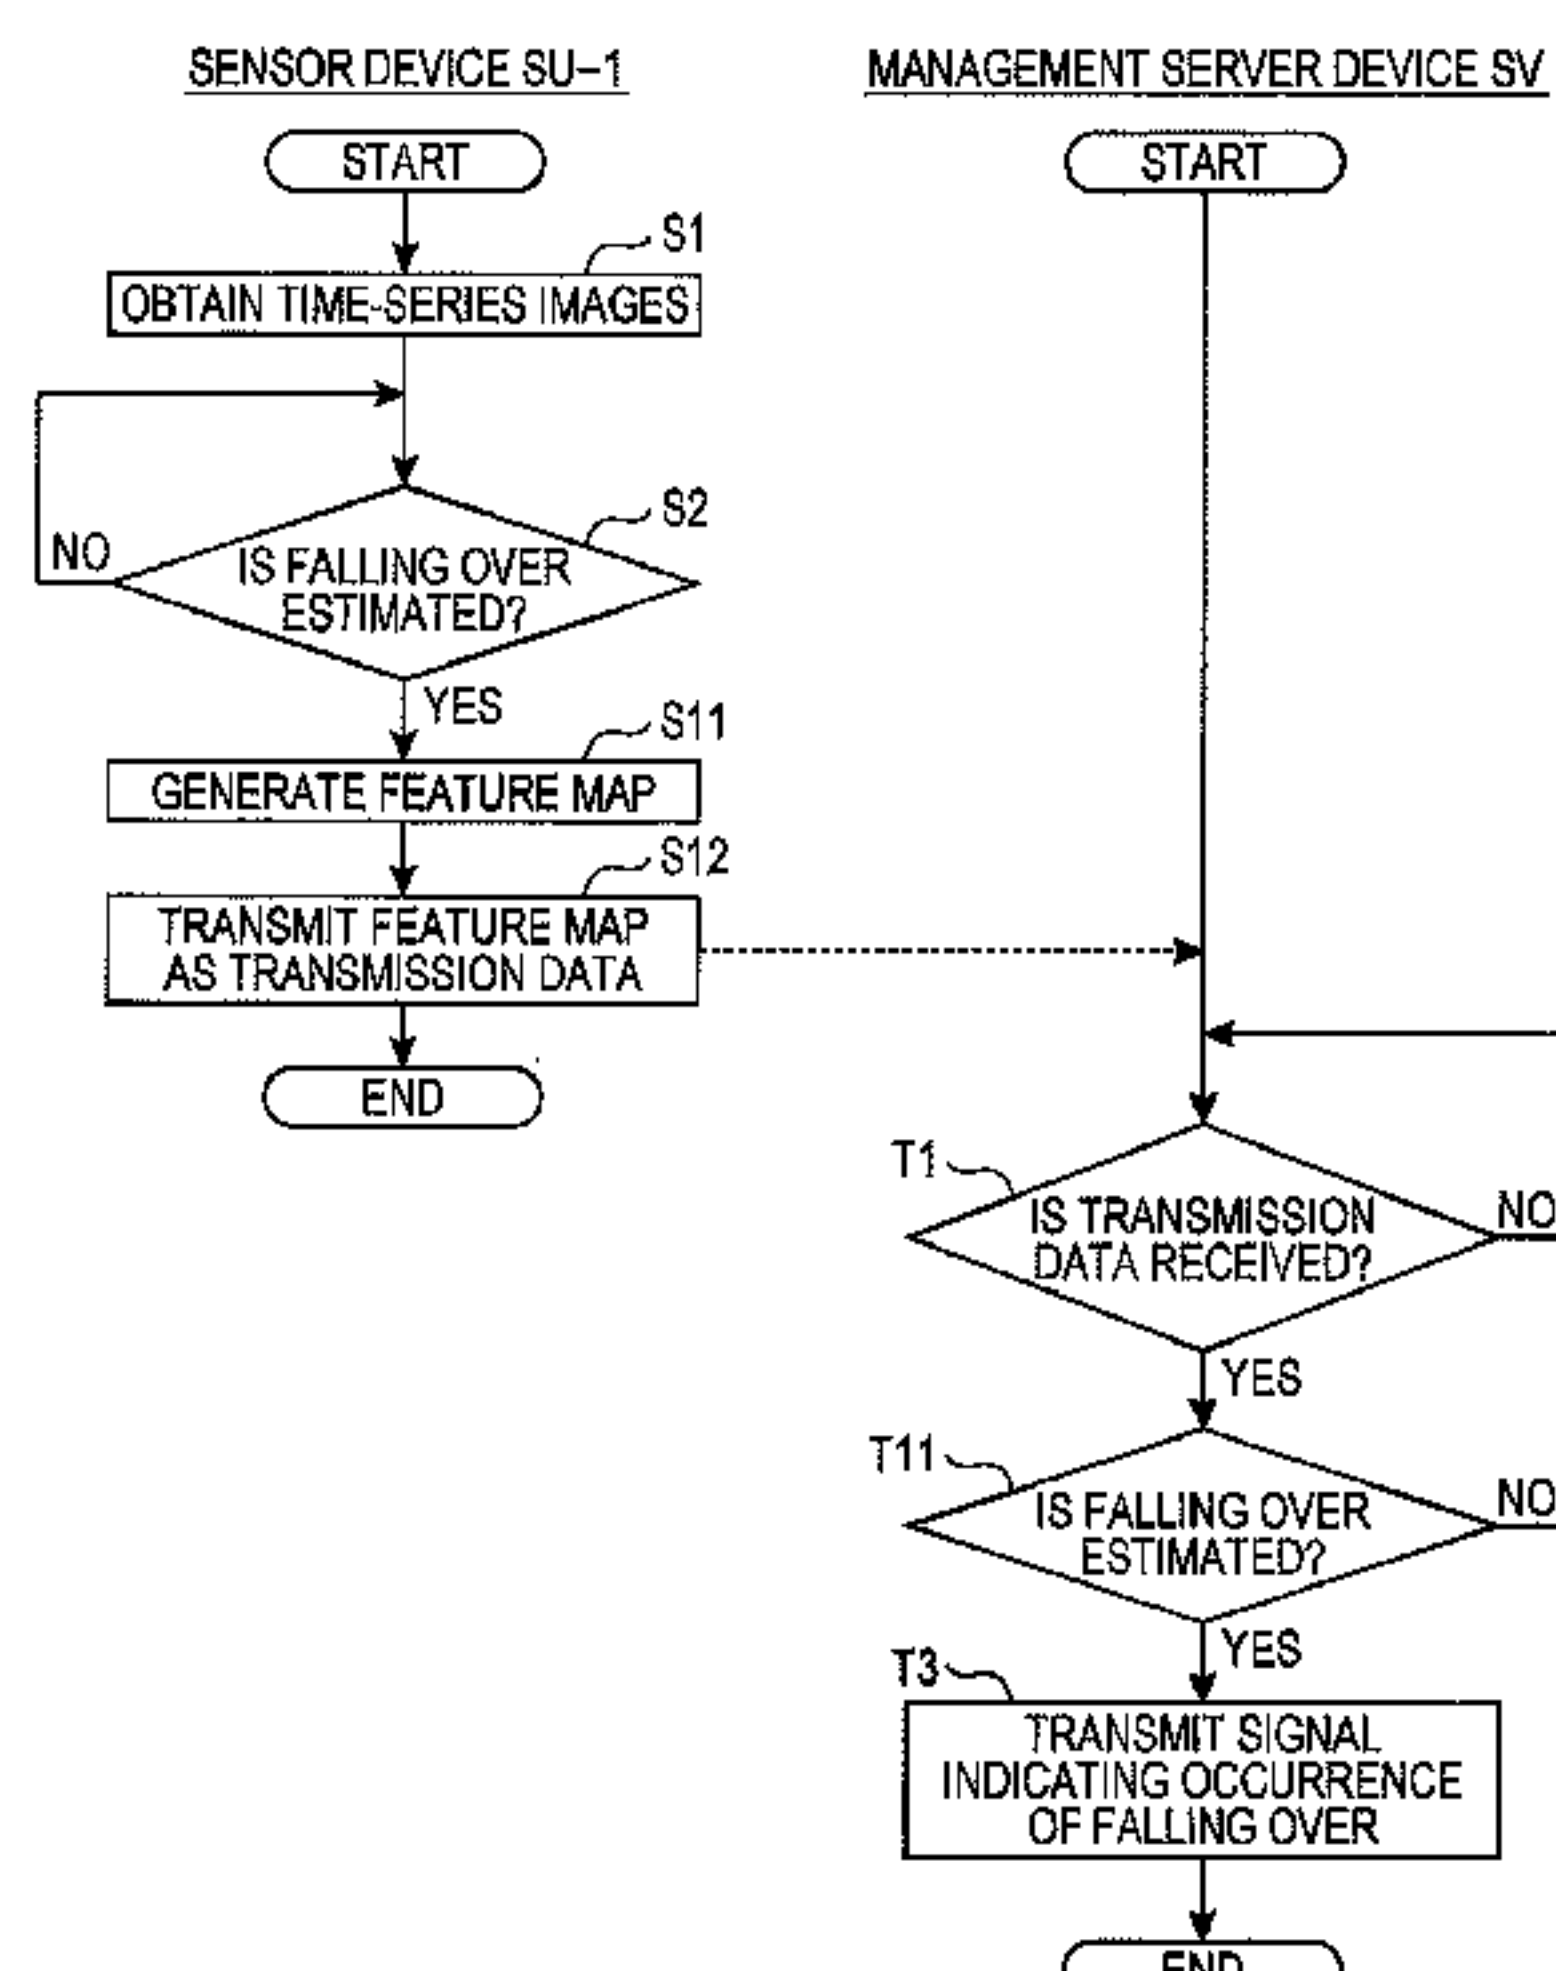 SENSOR DEVICE SU-1
START
S1
OBTAIN TIME-SERIES IMAGES
S2
NO
IS FALLING OVER
ESTIMATED?
YES
S11
GENERATE FEATURE MAP
S12
TRANSMIT FEATURE MAP
AS TRANSMISSION DATA
END
MANAGEMENT SERVER DEVICE SV
START
T1
IS TRANSMISSION
DATA RECEIVED?
NO
YES
T11
IS FALLING OVER
ESTIMATED?
NO
YES
T3
TRANSMIT SIGNAL
INDICATING OCCURRENCE
OF FALLING OVER
END